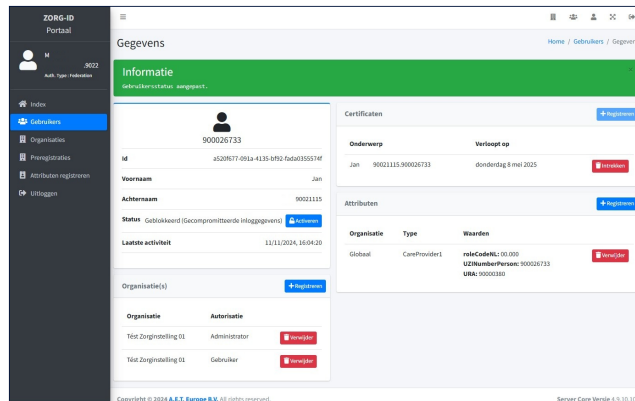 ZORG-ID
Portaal
M
.9022
Auth. Type : Federation
Index
Gebruikers
Organisaties
Preregistraties
Attributen registreren
Uitloggen
Gegevens
Home / Gebruikers / Gegeven
Informatie
Gebruikersstatus aangepast.
900026733
Id a520f677-091a-4135-bf92-fada0355574f
Voornaam Jan
Achternaam 90021115
Status Geblokkeerd (Gecompromitteerde inloggegevens) Activeren
Laatste activiteit 11/11/2024, 16:04:20
Organisatie(s) + Registreren
Organisatie Autorisatie
Tést Zorginstelling 01 Administrator Verwijder
Tést Zorginstelling 01 Gebruiker Verwijder
Certificaten + Registreren
Onderwerp Verloopt op
Jan 90021115.900026733 donderdag 8 mei 2025 Intrekken
Attributen + Registreren
Organisatie Type Waarden
Globaal CareProvider1 roleCodeNL: 00.000 Verwijder
UZINumberPerson: 900026733
URA: 90000380
Copyright © 2024 A.E.T. Europe B.V. All rights reserved.
Server Core Versie 4.9.10.10